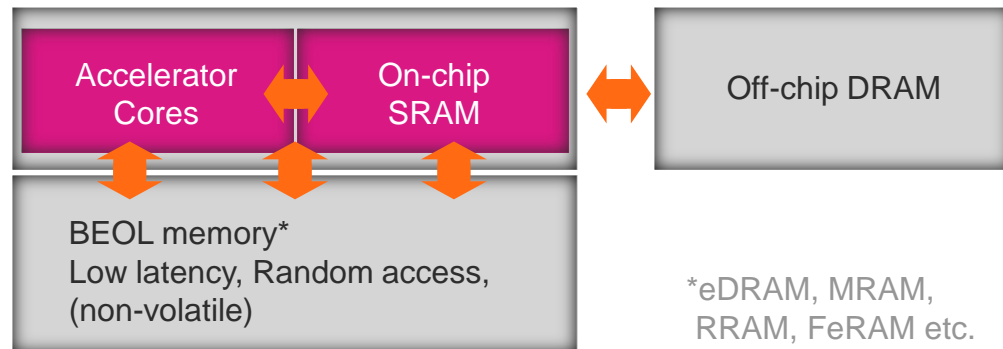 Accelerator
Cores
On-chip
SRAM
Off-chip DRAM
BEOL memory*
Low latency, Random access,
(non-volatile)
*eDRAM, MRAM,
RRAM, FeRAM etc.